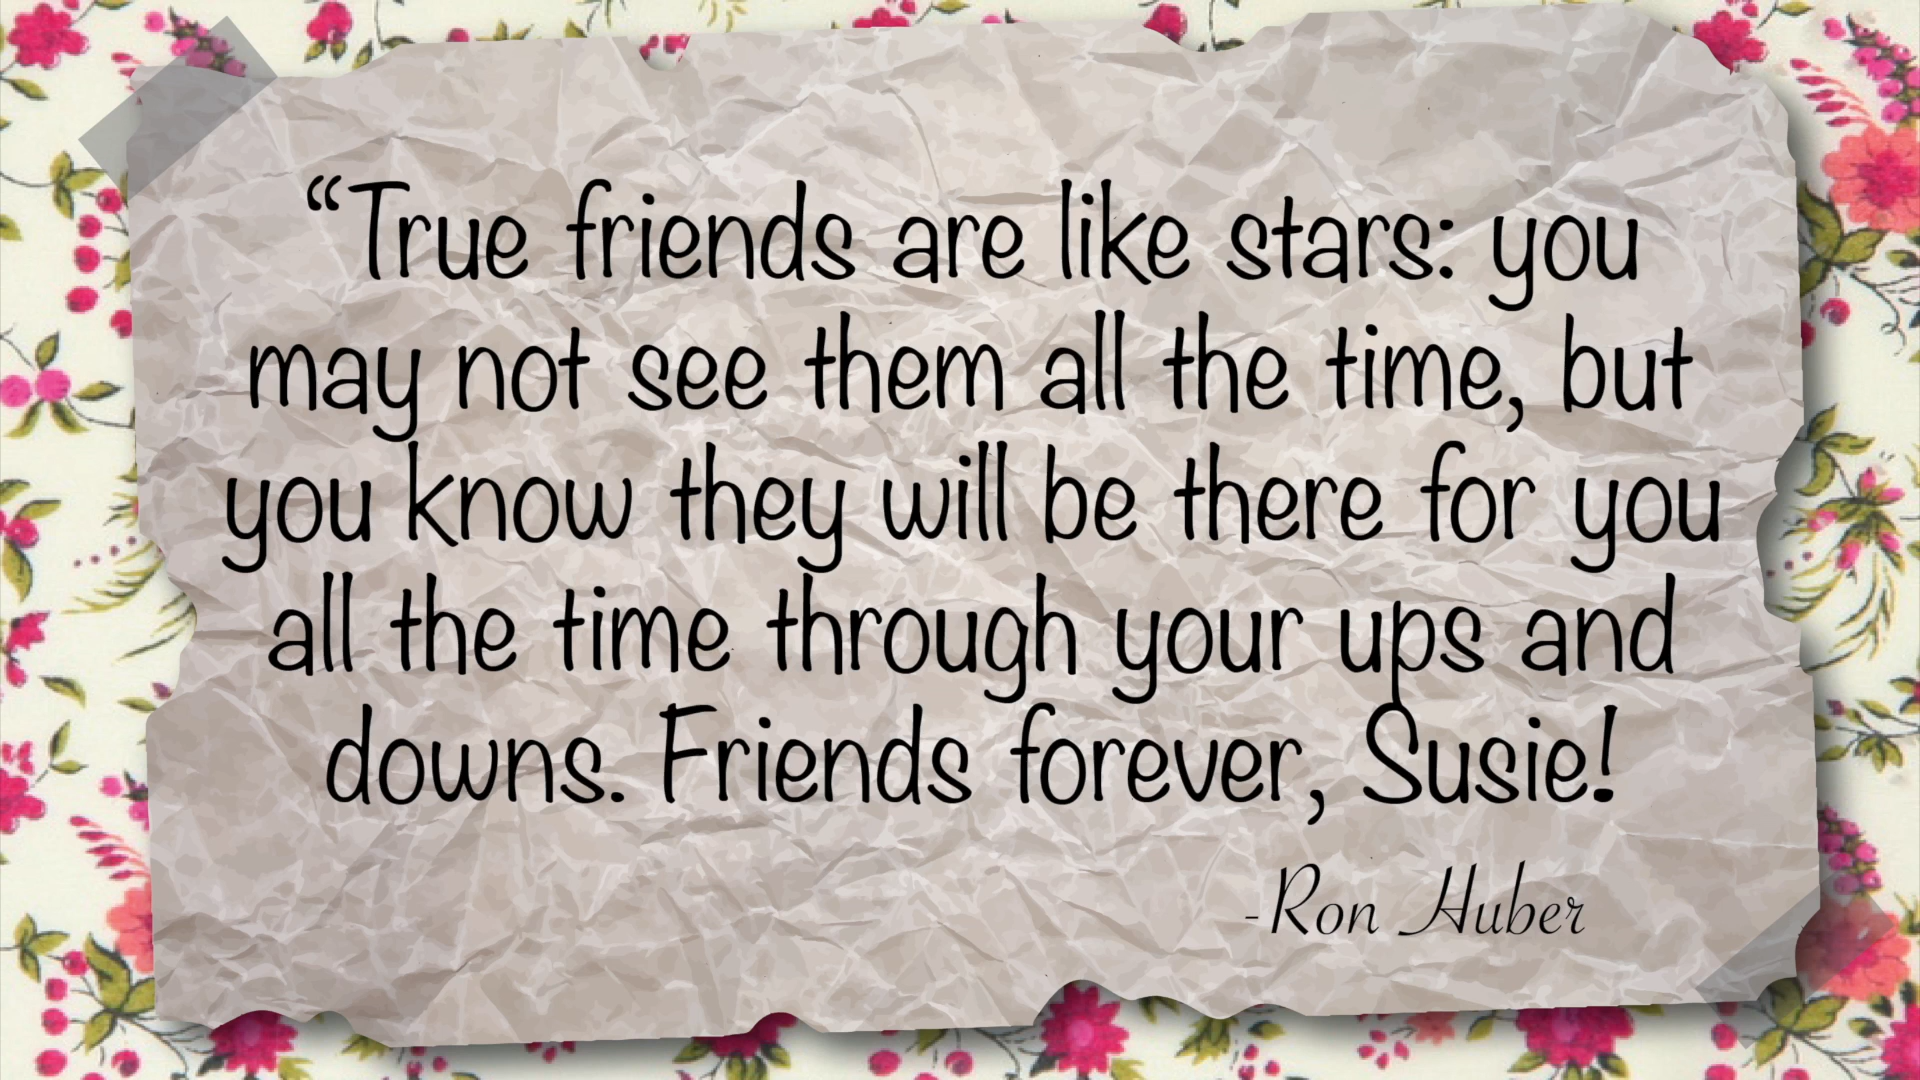 “True friends are like stars: you
may not see them all the time, but
you know they will be there for you
all the time through your ups and
downs. Friends forever, Susie!
-Ron Huber